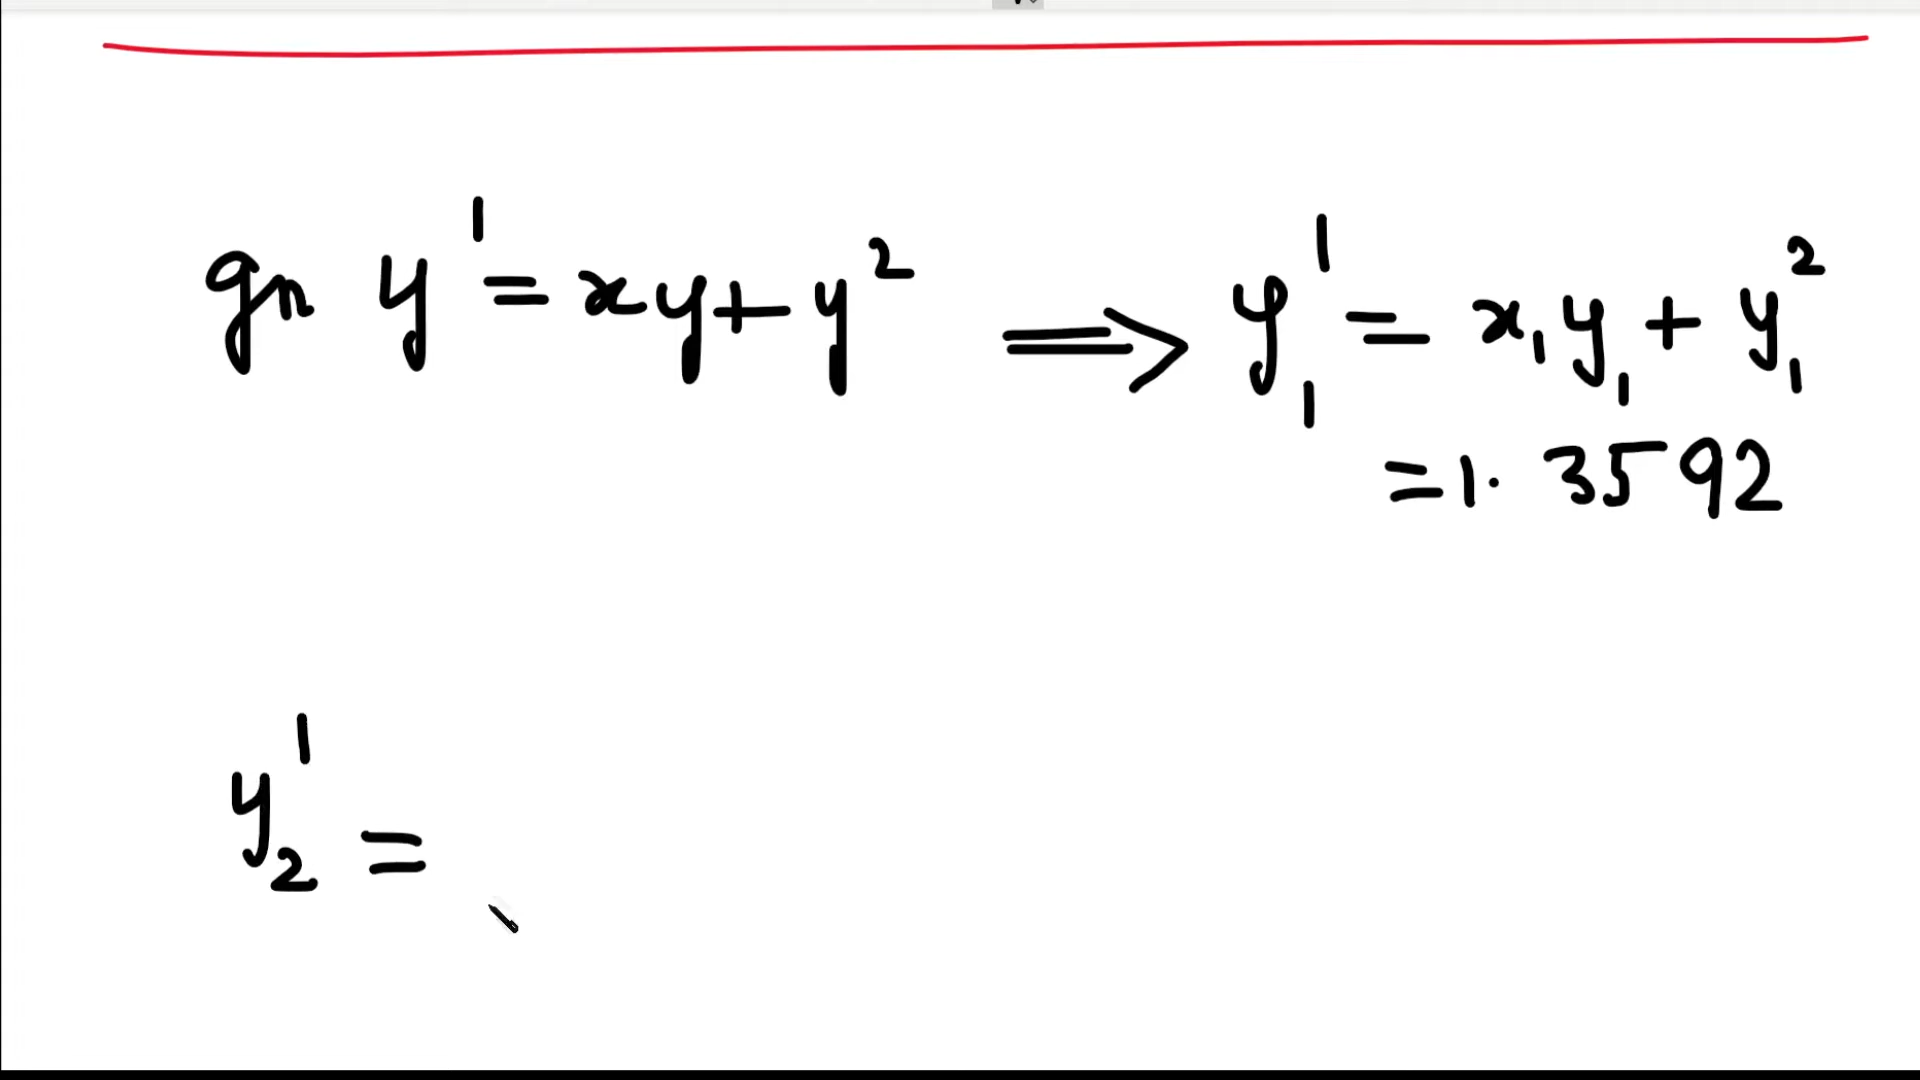 gn y' = xy + y² ⟹ y₁' = x₁y₁ + y₁²
= 1.3592
y₂' =